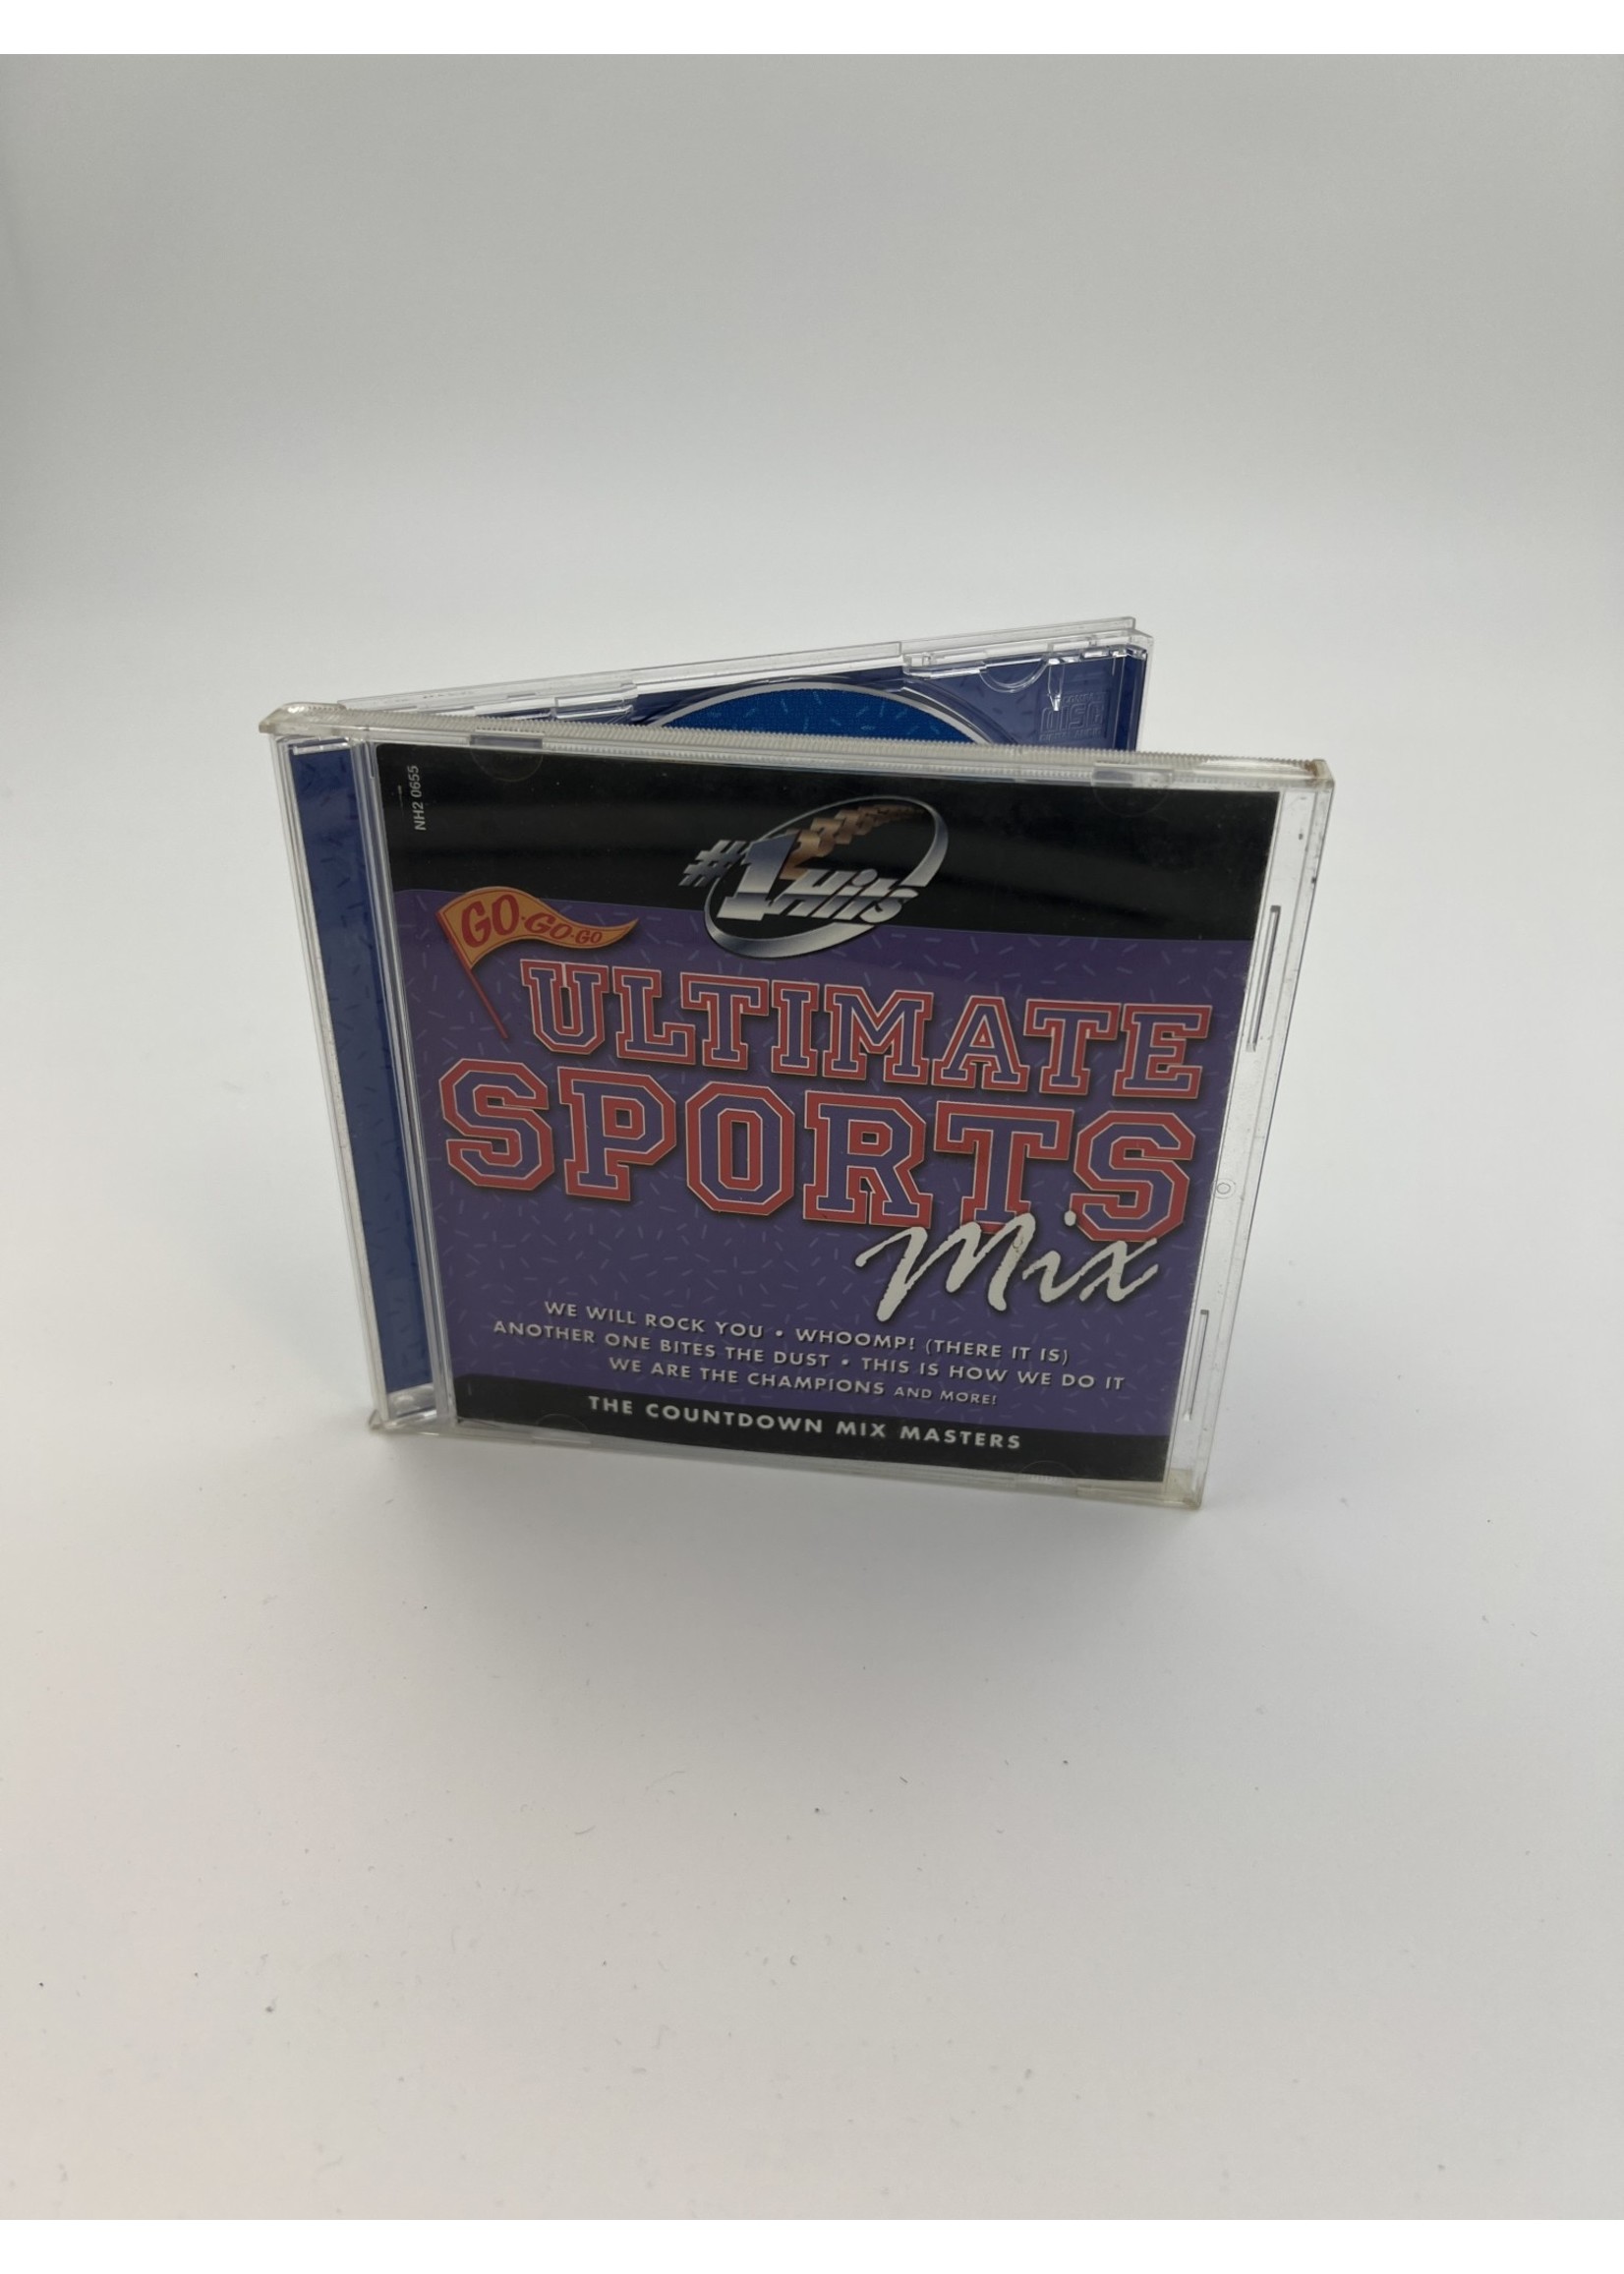 NH2 0655
#1 Hits
GO-GO-GO
ULTIMATE
SPORTS
Mix
WE WILL ROCK YOU • WHOOMP! (THERE IT IS)
ANOTHER ONE BITES THE DUST • THIS IS HOW WE DO IT
WE ARE THE CHAMPIONS AND MORE!
THE COUNTDOWN MIX MASTERS